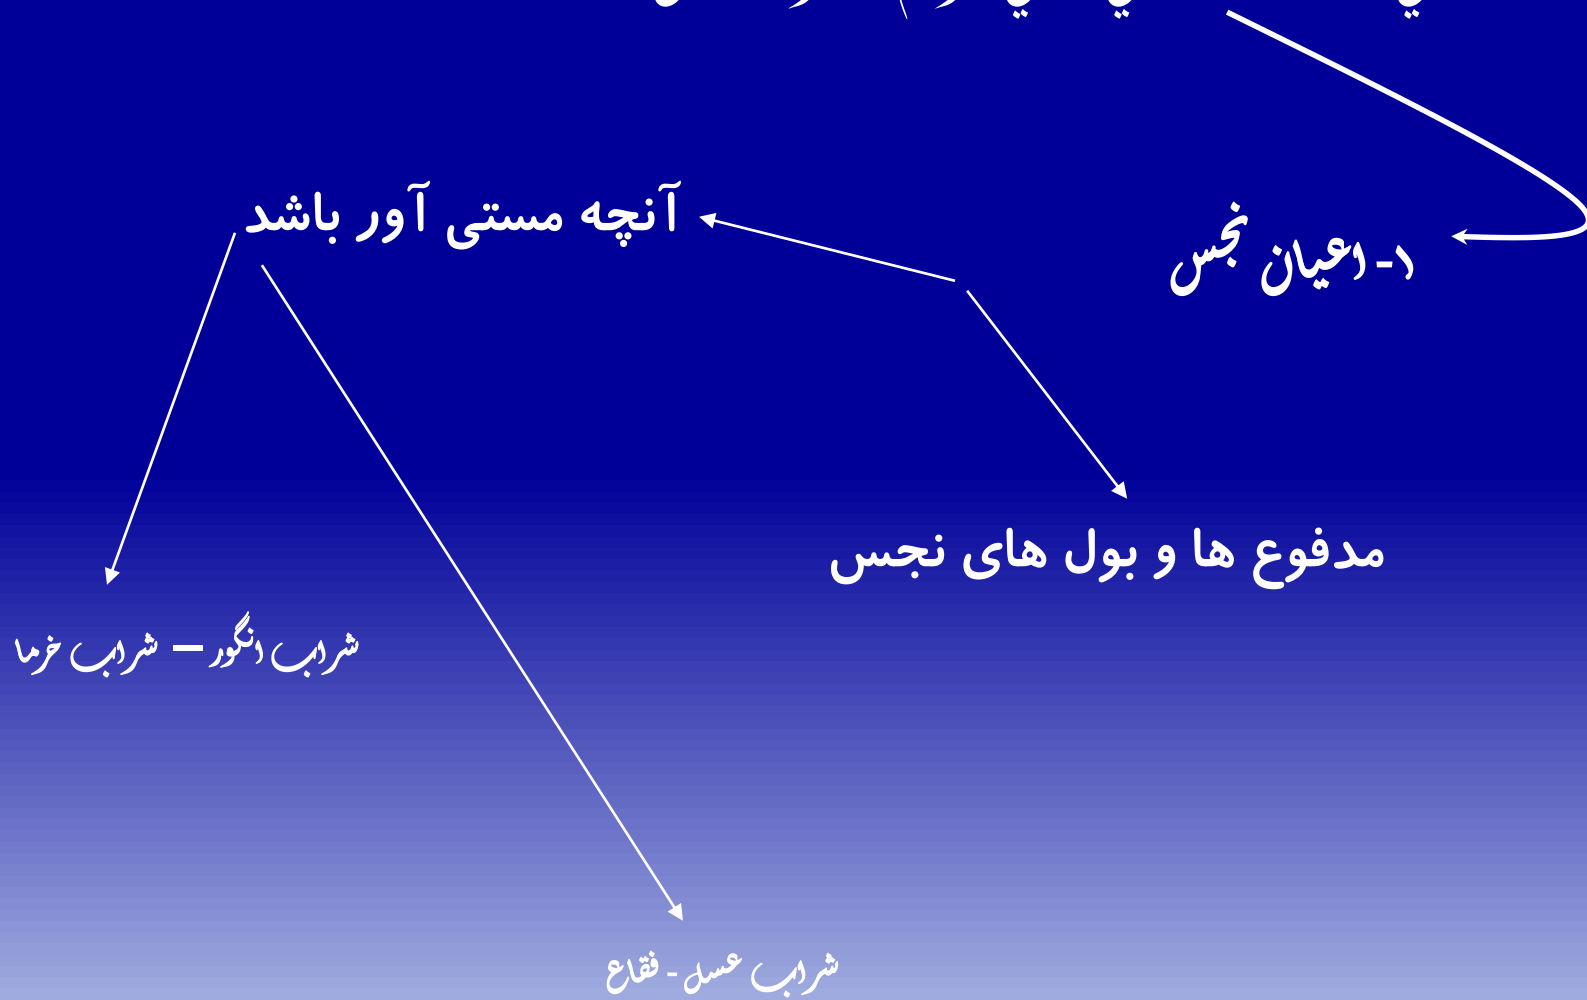 ۱- اعیان نجس
آنچه مستی آور باشد
مدفوع ها و بول های نجس
شراب انگور – شراب خرما
شراب عسل - فقاع